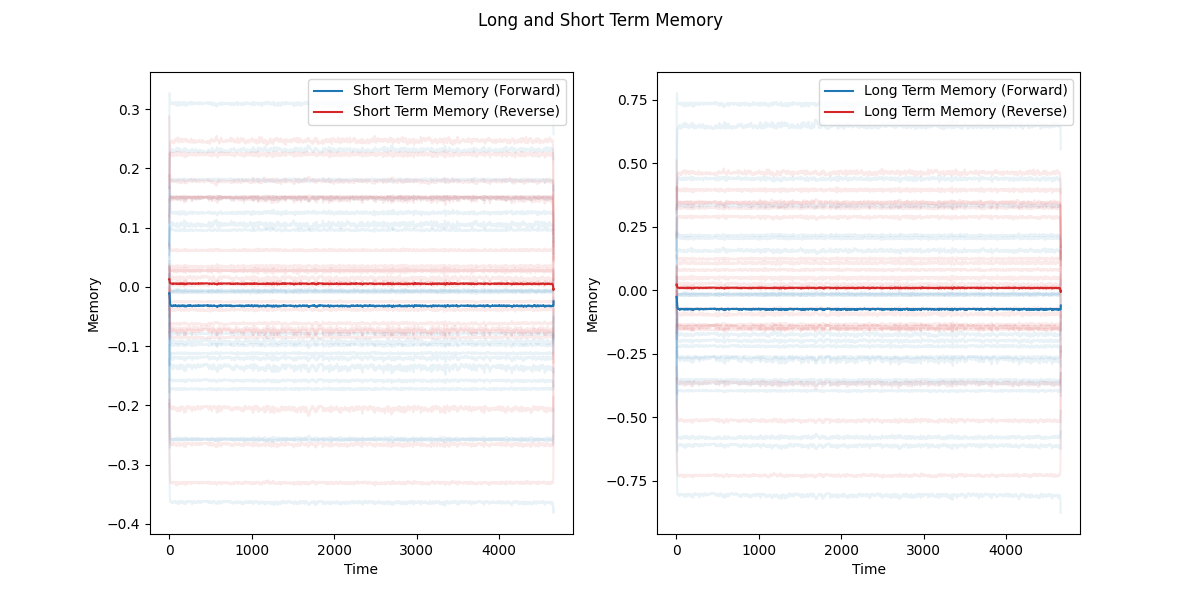 Long and Short Term Memory
Short Term Memory (Forward)
Short Term Memory (Reverse)
0.3
0.2
0.1
0.0
−0.1
−0.2
−0.3
−0.4
Memory
0
1000
2000
3000
4000
Time
Long Term Memory (Forward)
Long Term Memory (Reverse)
0.75
0.50
0.25
0.00
−0.25
−0.50
−0.75
Memory
0
1000
2000
3000
4000
Time